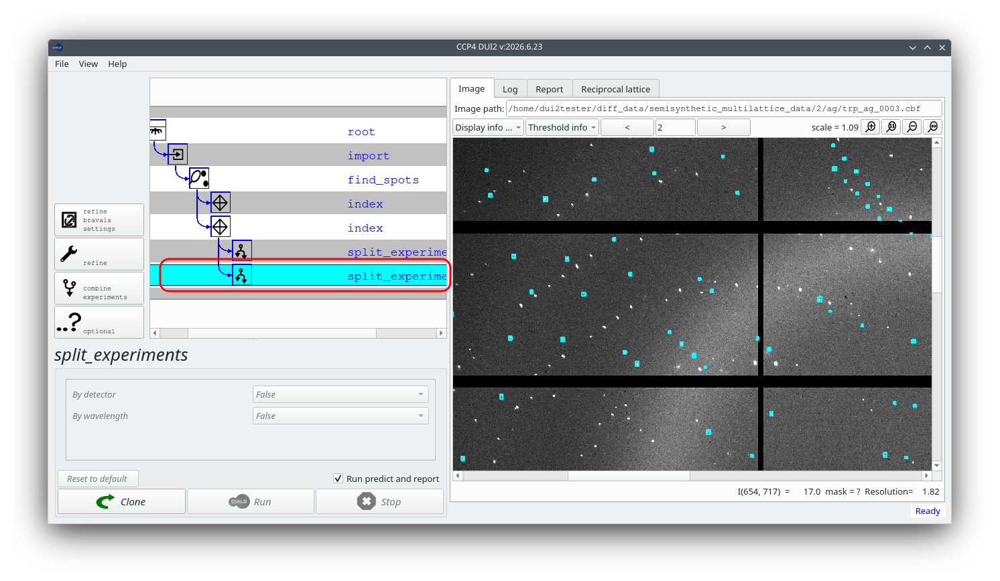 CCP4 DUI2 v:2026.6.23
File View Help
root
import
find_spots
index
index
split_experime
split_experime
refine
bravais
settings
refine
combine
experiments
optional
split_experiments
By detector False
By wavelength False
Reset to default
Run predict and report
Clone
DIALS Run
Stop
Image Log Report Reciprocal lattice
Image path: /home/dui2tester/diff_data/semisynthetic_multilattice_data/2/ag/trp_ag_0003.cbf
Display info ... Threshold info < 2 > scale = 1.09
I(654, 717) = 17.0 mask = ? Resolution= 1.82
Ready